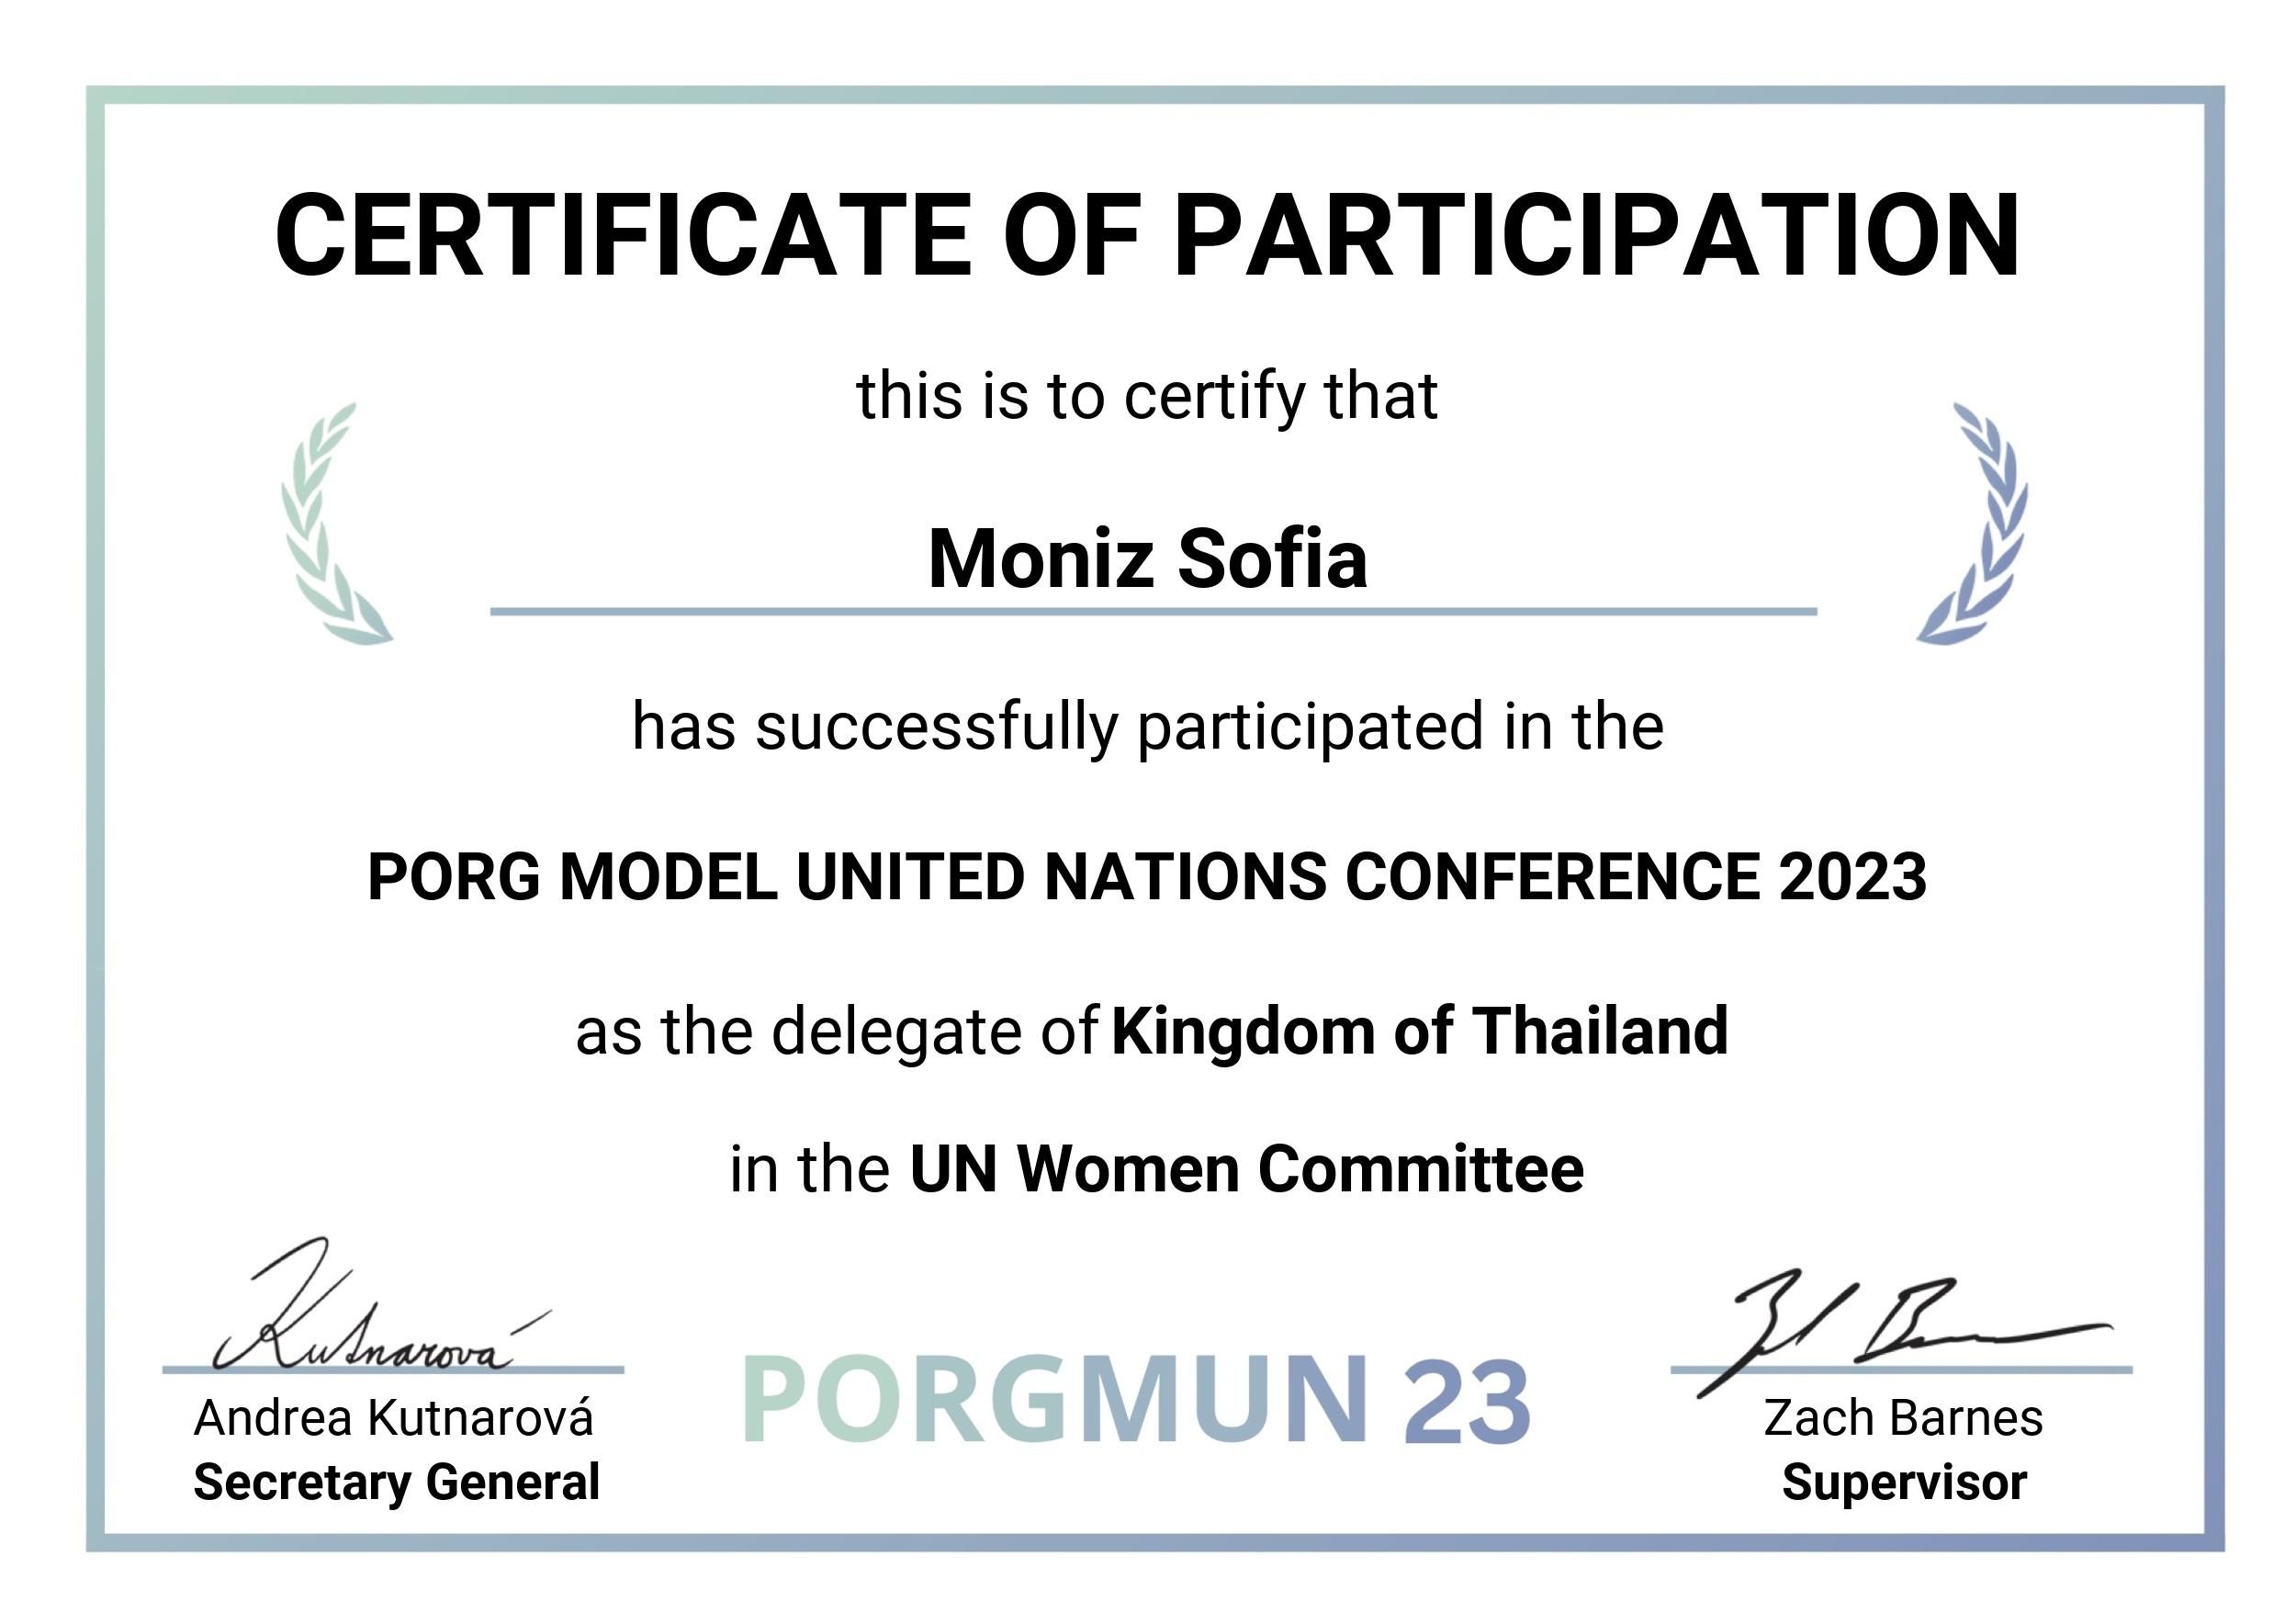 CERTIFICATE OF PARTICIPATION
this is to certify that
Moniz Sofia
has successfully participated in the
PORG MODEL UNITED NATIONS CONFERENCE 2023
as the delegate of Kingdom of Thailand
in the UN Women Committee
Kutnarová
Andrea Kutnarová
Secretary General
PORGMUN 23
Zach Barnes
Supervisor